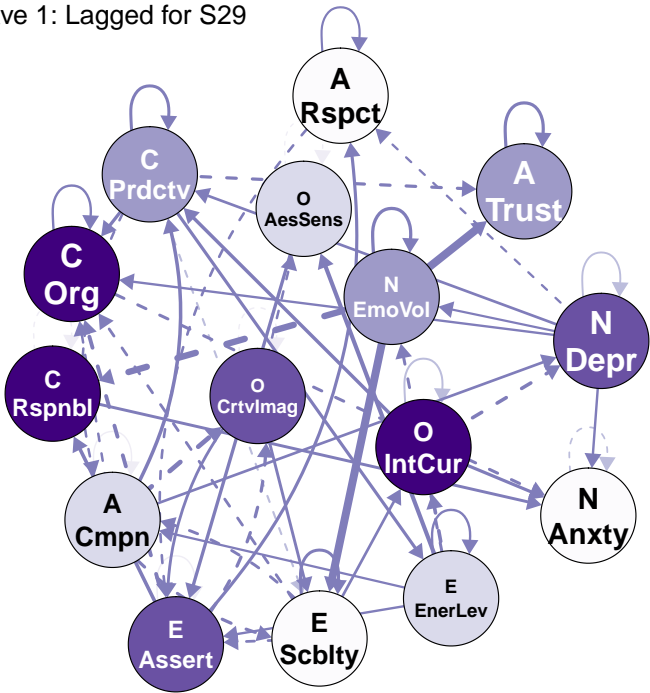 ve 1: Lagged for S29
A
Rspct
C
Prdctv
A
Trust
O
AesSens
C
Org
N
EmoVol
N
Depr
C
Rspnbl
O
CrtvImag
O
IntCur
A
Cmpn
N
Anxty
E
EnerLev
E
Assert
E
Scblty